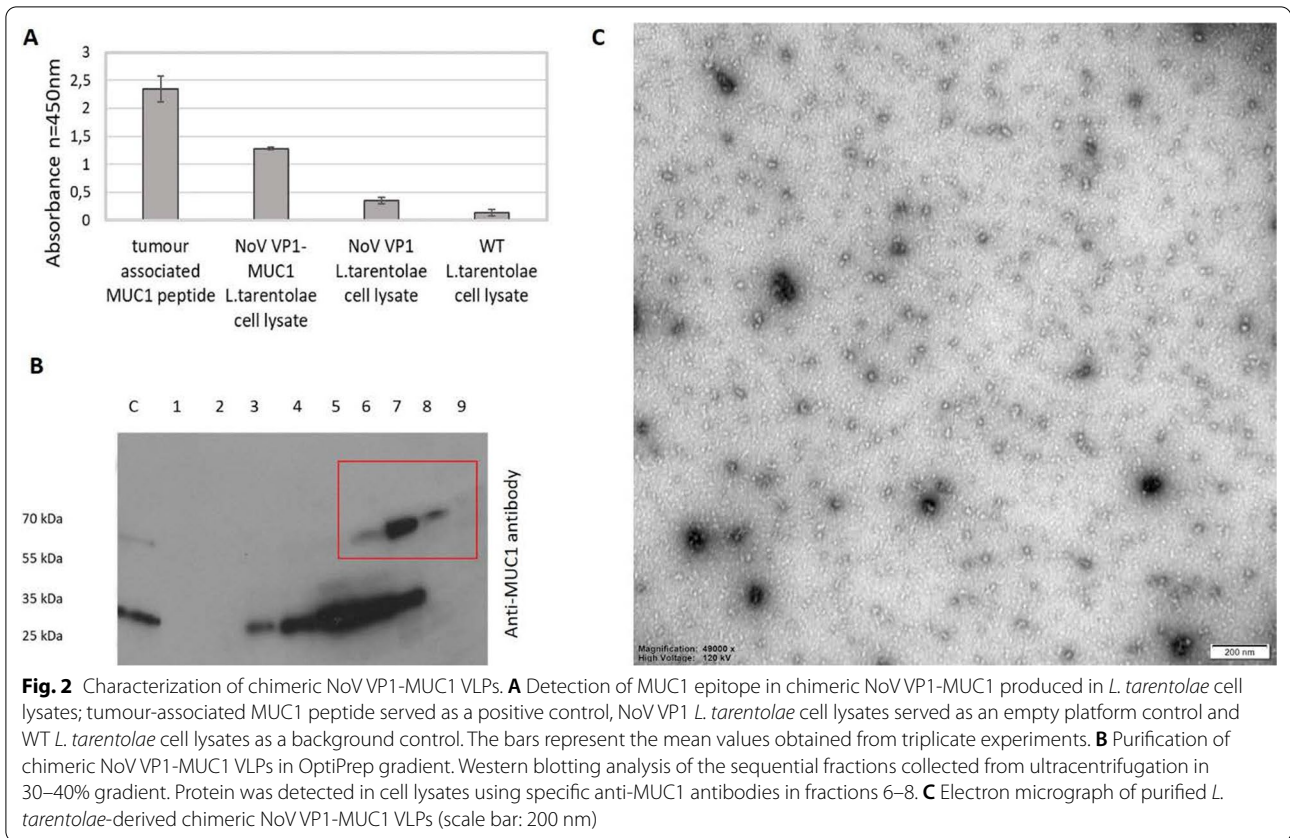 A
Absorbance n=450nm
3
2,5
2
1,5
1
0,5
0
tumour
associated
MUC1 peptide
NoV VP1-
MUC1
L.tarentolae
cell lysate
NoV VP1
L.tarentolae
cell lysate
WT
L.tarentolae
cell lysate
B
C 1 2 3 4 5 6 7 8 9
70 kDa
55 kDa
35 kDa
25 kDa
Anti-MUC1 antibody
C
Magnification: 49000 x
High Voltage: 120 kV
200 nm
Fig. 2 Characterization of chimeric NoV VP1-MUC1 VLPs. A Detection of MUC1 epitope in chimeric NoV VP1-MUC1 produced in L. tarentolae cell
lysates; tumour-associated MUC1 peptide served as a positive control, NoV VP1 L. tarentolae cell lysates served as an empty platform control and
WT L. tarentolae cell lysates as a background control. The bars represent the mean values obtained from triplicate experiments. B Purification of
chimeric NoV VP1-MUC1 VLPs in OptiPrep gradient. Western blotting analysis of the sequential fractions collected from ultracentrifugation in
30–40% gradient. Protein was detected in cell lysates using specific anti-MUC1 antibodies in fractions 6–8. C Electron micrograph of purified L.
tarentolae-derived chimeric NoV VP1-MUC1 VLPs (scale bar: 200 nm)